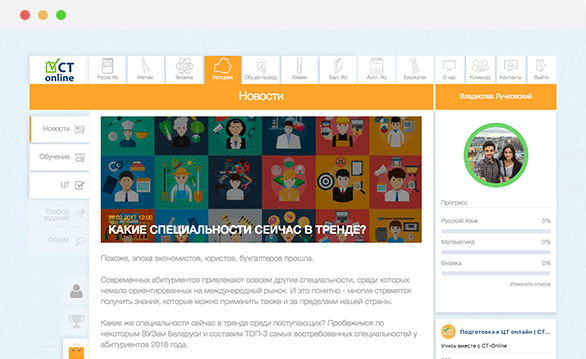 ЦТ
online
Русск.Яз
Матем.
Физика
История
Обществовед.
Химия
Бел. Яз
Англ. Яз
Биология
О нас
Команда
Контакты
Выйти
Новости
Владислав Лучковский
Новости
Обучение
ЦТ
Разбор
заданий
Форум
28.02.2017 12:00
КАКИЕ СПЕЦИАЛЬНОСТИ СЕЙЧАС В ТРЕНДЕ?
Похоже, эпоха экономистов, юристов, бухгалтеров прошла.
Современных абитуриентов привлекают совсем другие специальности, среди которых
немало ориентированных на международный рынок. И это понятно - многие стремятся
получить знания, которые можно применить также и за пределами нашей страны.
Какие же специальности сейчас в тренде среди поступающих? Пробежимся по
некоторым ВУЗам Беларуси и составим ТОП-3 самых востребованных специальностей у
абитуриентов 2016 года.
Прогресс
Русский язык 0%
Математика 0%
Физика 0%
Изменить список
Подготовка к ЦТ онлайн | CT...
Учись вместе с CT-Online